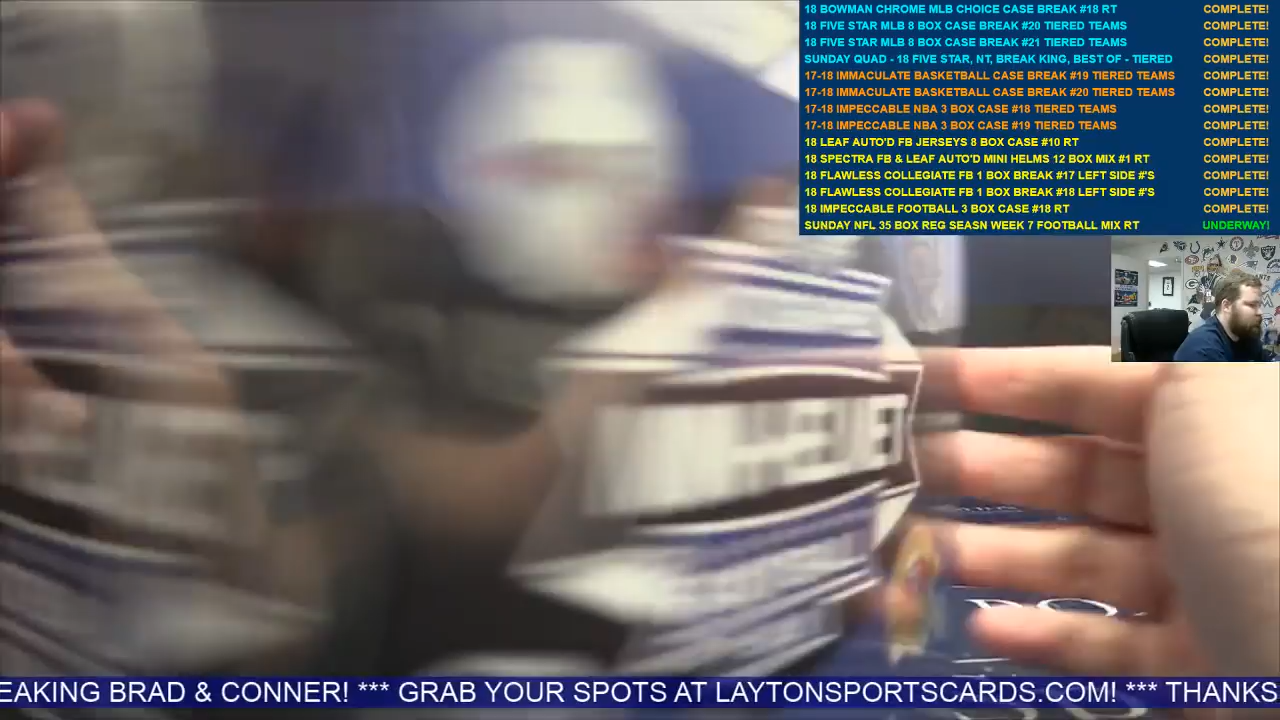 18 BOWMAN CHROME MLB CHOICE CASE BREAK #18 RT COMPLETE!
18 FIVE STAR MLB 8 BOX CASE BREAK #20 TIERED TEAMS COMPLETE!
18 FIVE STAR MLB 8 BOX CASE BREAK #21 TIERED TEAMS COMPLETE!
SUNDAY QUAD - 18 FIVE STAR, NT, BREAK KING, BEST OF - TIERED COMPLETE!
17-18 IMMACULATE BASKETBALL CASE BREAK #19 TIERED TEAMS COMPLETE!
17-18 IMMACULATE BASKETBALL CASE BREAK #20 TIERED TEAMS COMPLETE!
17-18 IMPECCABLE NBA 3 BOX CASE #18 TIERED TEAMS COMPLETE!
17-18 IMPECCABLE NBA 3 BOX CASE #19 TIERED TEAMS COMPLETE!
18 LEAF AUTO'D FB JERSEYS 8 BOX CASE #10 RT COMPLETE!
18 SPECTRA FB & LEAF AUTO'D MINI HELMS 12 BOX MIX #1 RT COMPLETE!
18 FLAWLESS COLLEGIATE FB 1 BOX BREAK #17 LEFT SIDE #'S COMPLETE!
18 FLAWLESS COLLEGIATE FB 1 BOX BREAK #18 LEFT SIDE #'S COMPLETE!
18 IMPECCABLE FOOTBALL 3 BOX CASE #18 RT COMPLETE!
SUNDAY NFL 35 BOX REG SEASN WEEK 7 FOOTBALL MIX RT UNDERWAY!
MINI-HELMET
EAKING BRAD & CONNER! *** GRAB YOUR SPOTS AT LAYTONSPORTSCARDS.COM! *** THANKS